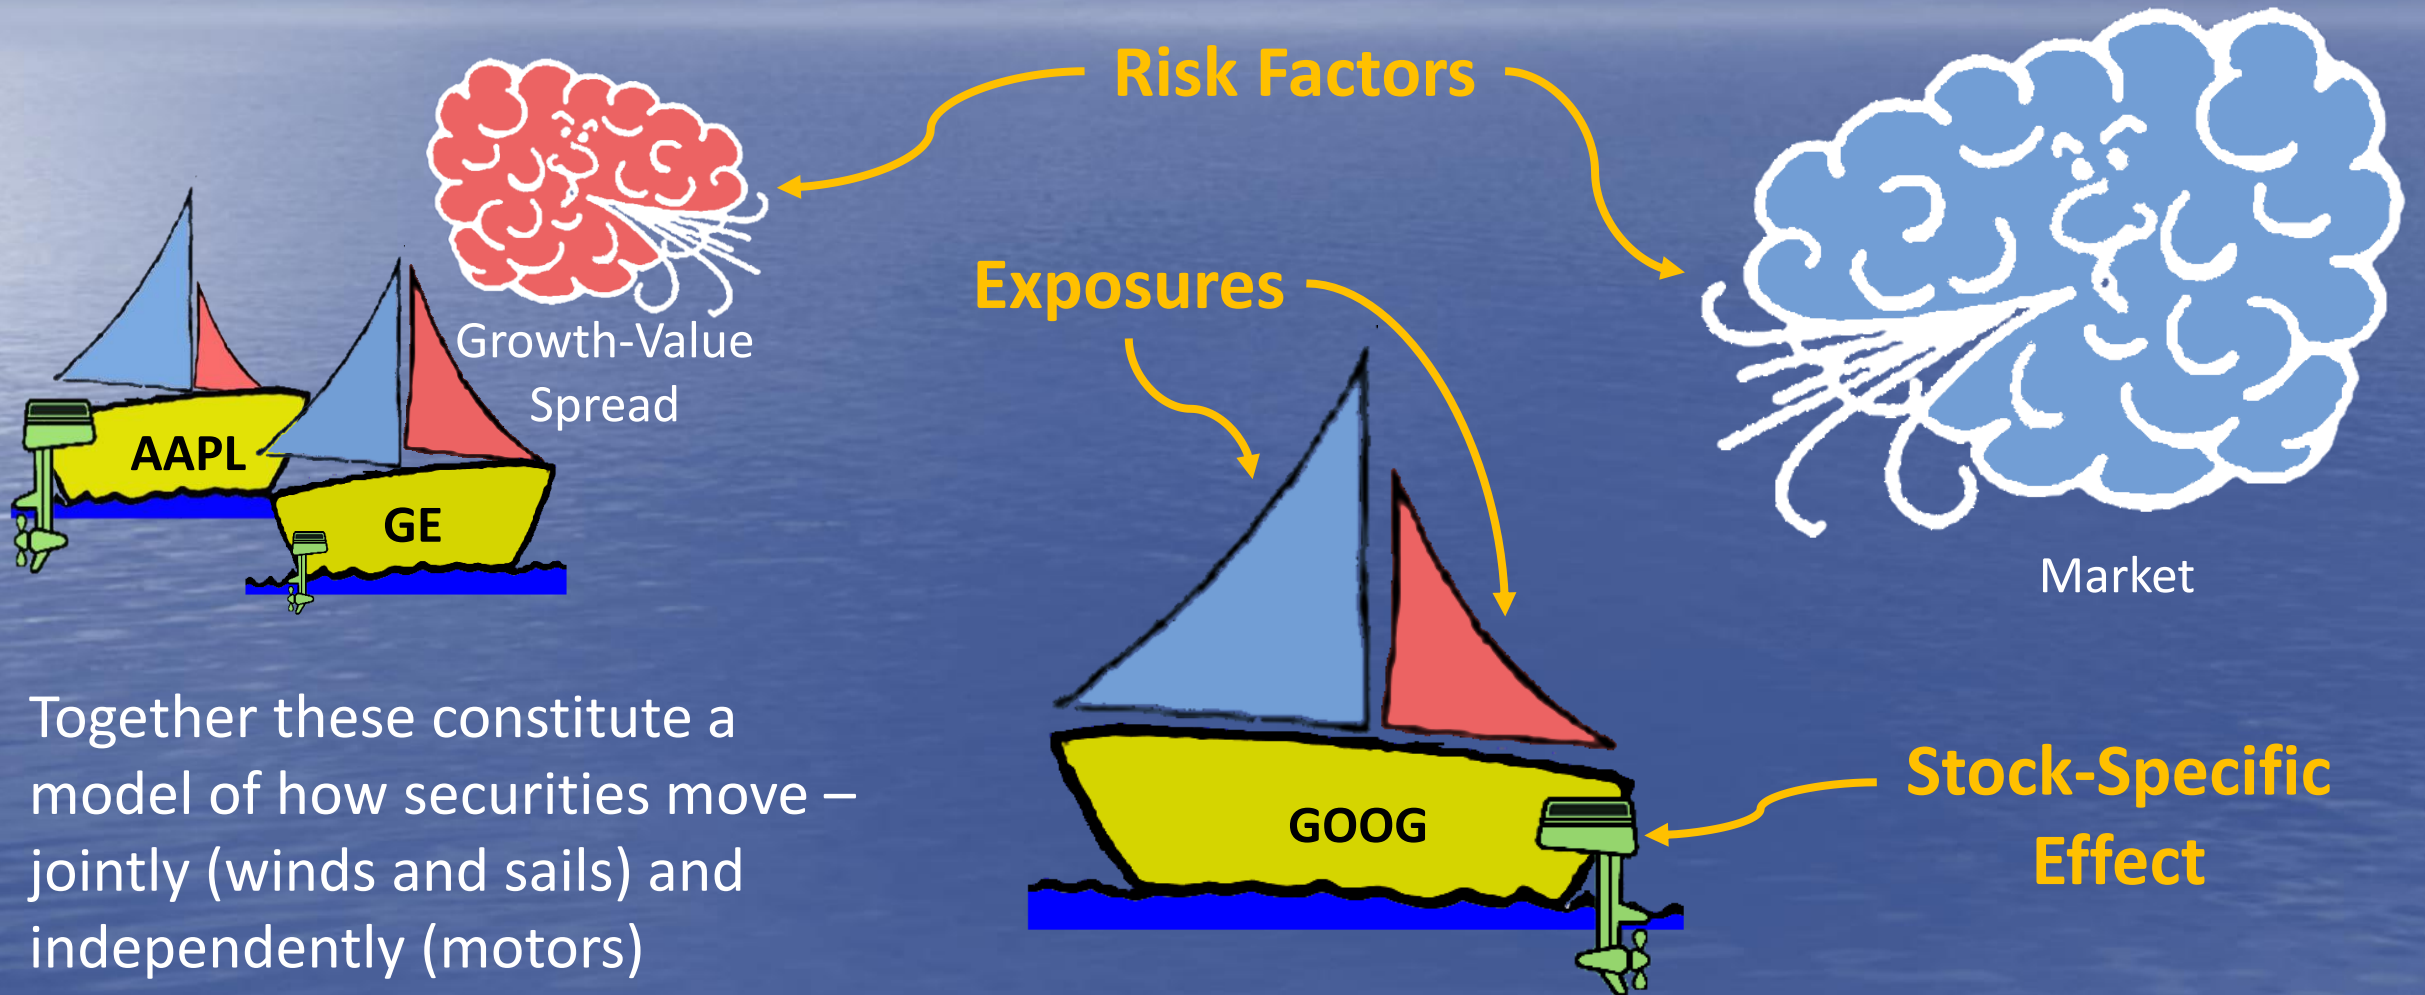 Risk Factors
Exposures
Growth-Value
Spread
AAPL
GE
Market
GOOG
Stock-Specific
Effect
Together these constitute a
model of how securities move –
jointly (winds and sails) and
independently (motors)